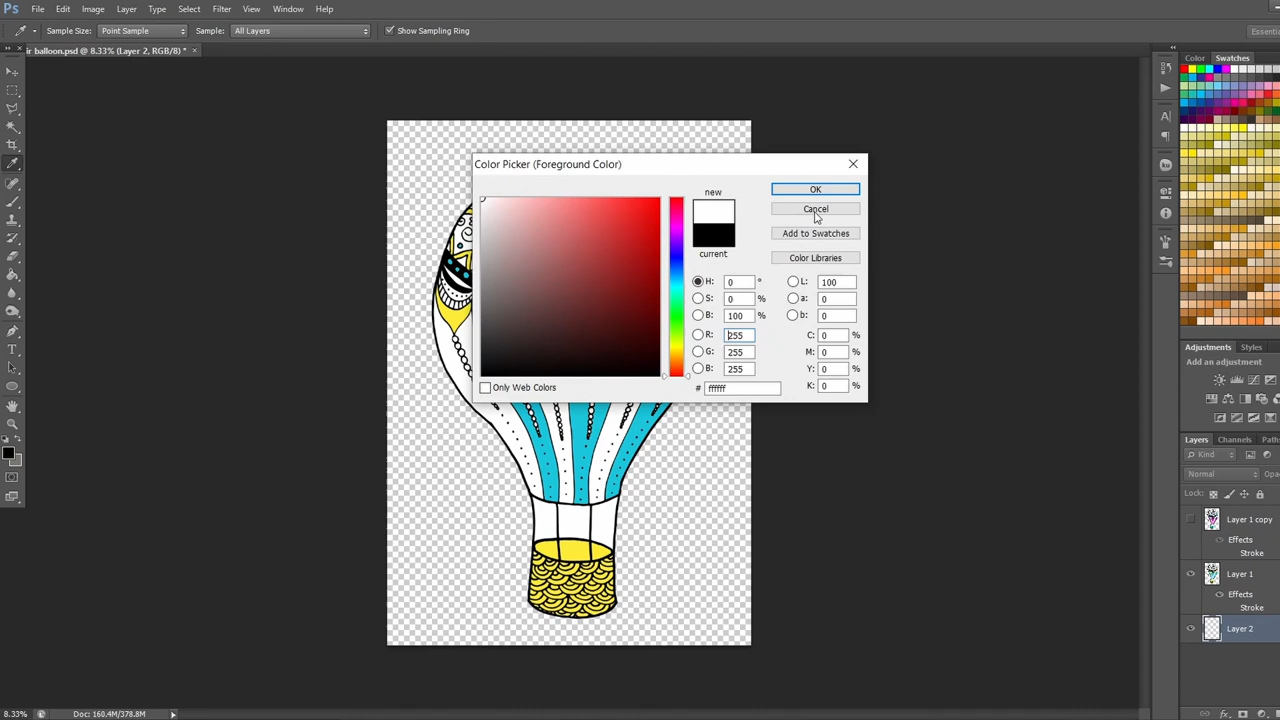 Ps File Edit Image Layer Type Select Filter View Window Help
Sample Size: Point Sample Sample: All Layers Show Sampling Ring Essentia
ir balloon.psd @ 8.33% (Layer 2, RGB/8) * ×
Color Swatches
Color Picker (Foreground Color)
new
OK
Cancel
current
Add to Swatches
Color Libraries
H: 0 ° L: 100
S: 0 % a: 0
B: 100 % b: 0
R: 255 C: 0 %
G: 255 M: 0 %
B: 255 Y: 0 %
# ffffff K: 0 %
Only Web Colors
Adjustments Styles
Add an adjustment
Layers Channels Paths
Kind
Normal Opa
Lock:
Layer 1 copy
Effects
Stroke
Layer 1
Effects
Stroke
Layer 2
8.33% Doc: 160.4M/378.8M